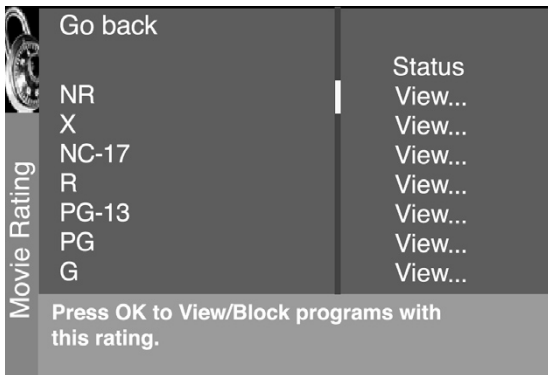 Go back
Status
NR View...
X View...
NC-17 View...
R View...
PG-13 View...
PG View...
G View...
Movie Rating
Press OK to View/Block programs with
this rating.